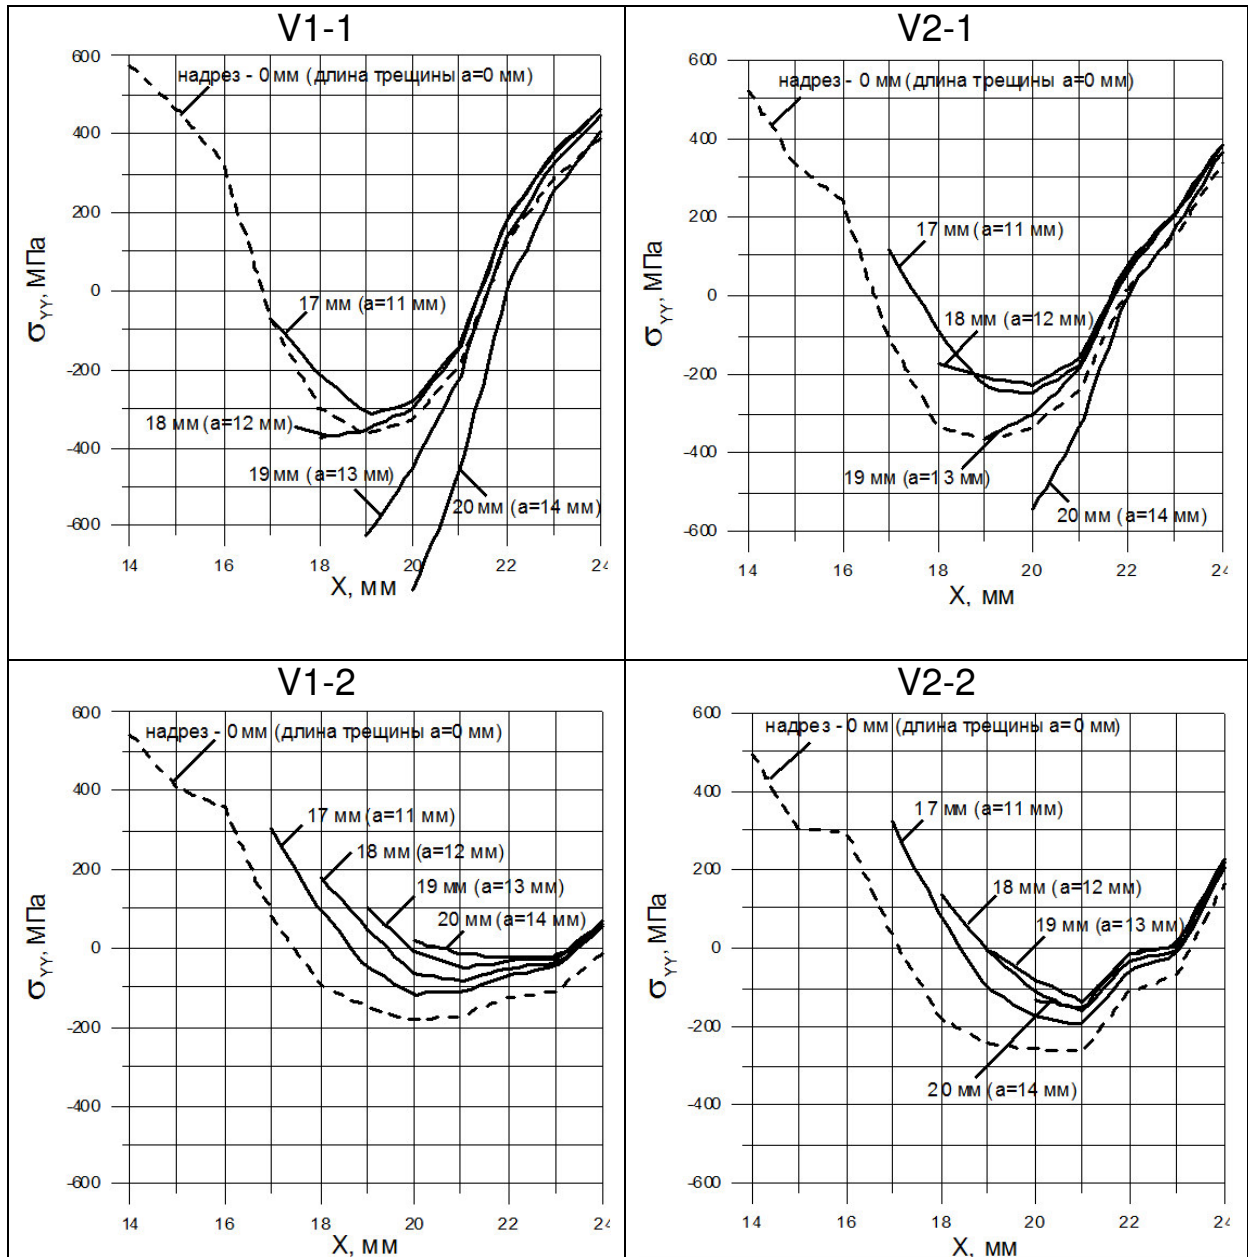 V1-1
600
надрез - 0 мм (длина трещины a=0 мм)
400
200
0
17 мм (a=11 мм)
-200
-400
18 мм (a=12 мм)
19 мм (a=13 мм)
20 мм (a=14 мм)
-600
σYY, МПа
14 16 18 20 22 24
X, мм
V2-1
600
надрез - 0 мм (длина трещины a=0 мм)
400
200
17 мм (a=11 мм)
0
18 мм (a=12 мм)
-200
-400
19 мм (a=13 мм)
20 мм (a=14 мм)
-600
σYY, МПа
14 16 18 20 22 24
X, мм
V1-2
600
надрез - 0 мм (длина трещины a=0 мм)
400
17 мм (a=11 мм)
18 мм (a=12 мм)
200
19 мм (a=13 мм)
20 мм (a=14 мм)
0
-200
-400
-600
σYY, МПа
14 16 18 20 22 24
X, мм
V2-2
600
надрез - 0 мм (длина трещины a=0 мм)
400
17 мм (a=11 мм)
200
18 мм (a=12 мм)
19 мм (a=13 мм)
0
-200
20 мм (a=14 мм)
-400
-600
σYY, МПа
14 16 18 20 22 24
X, мм